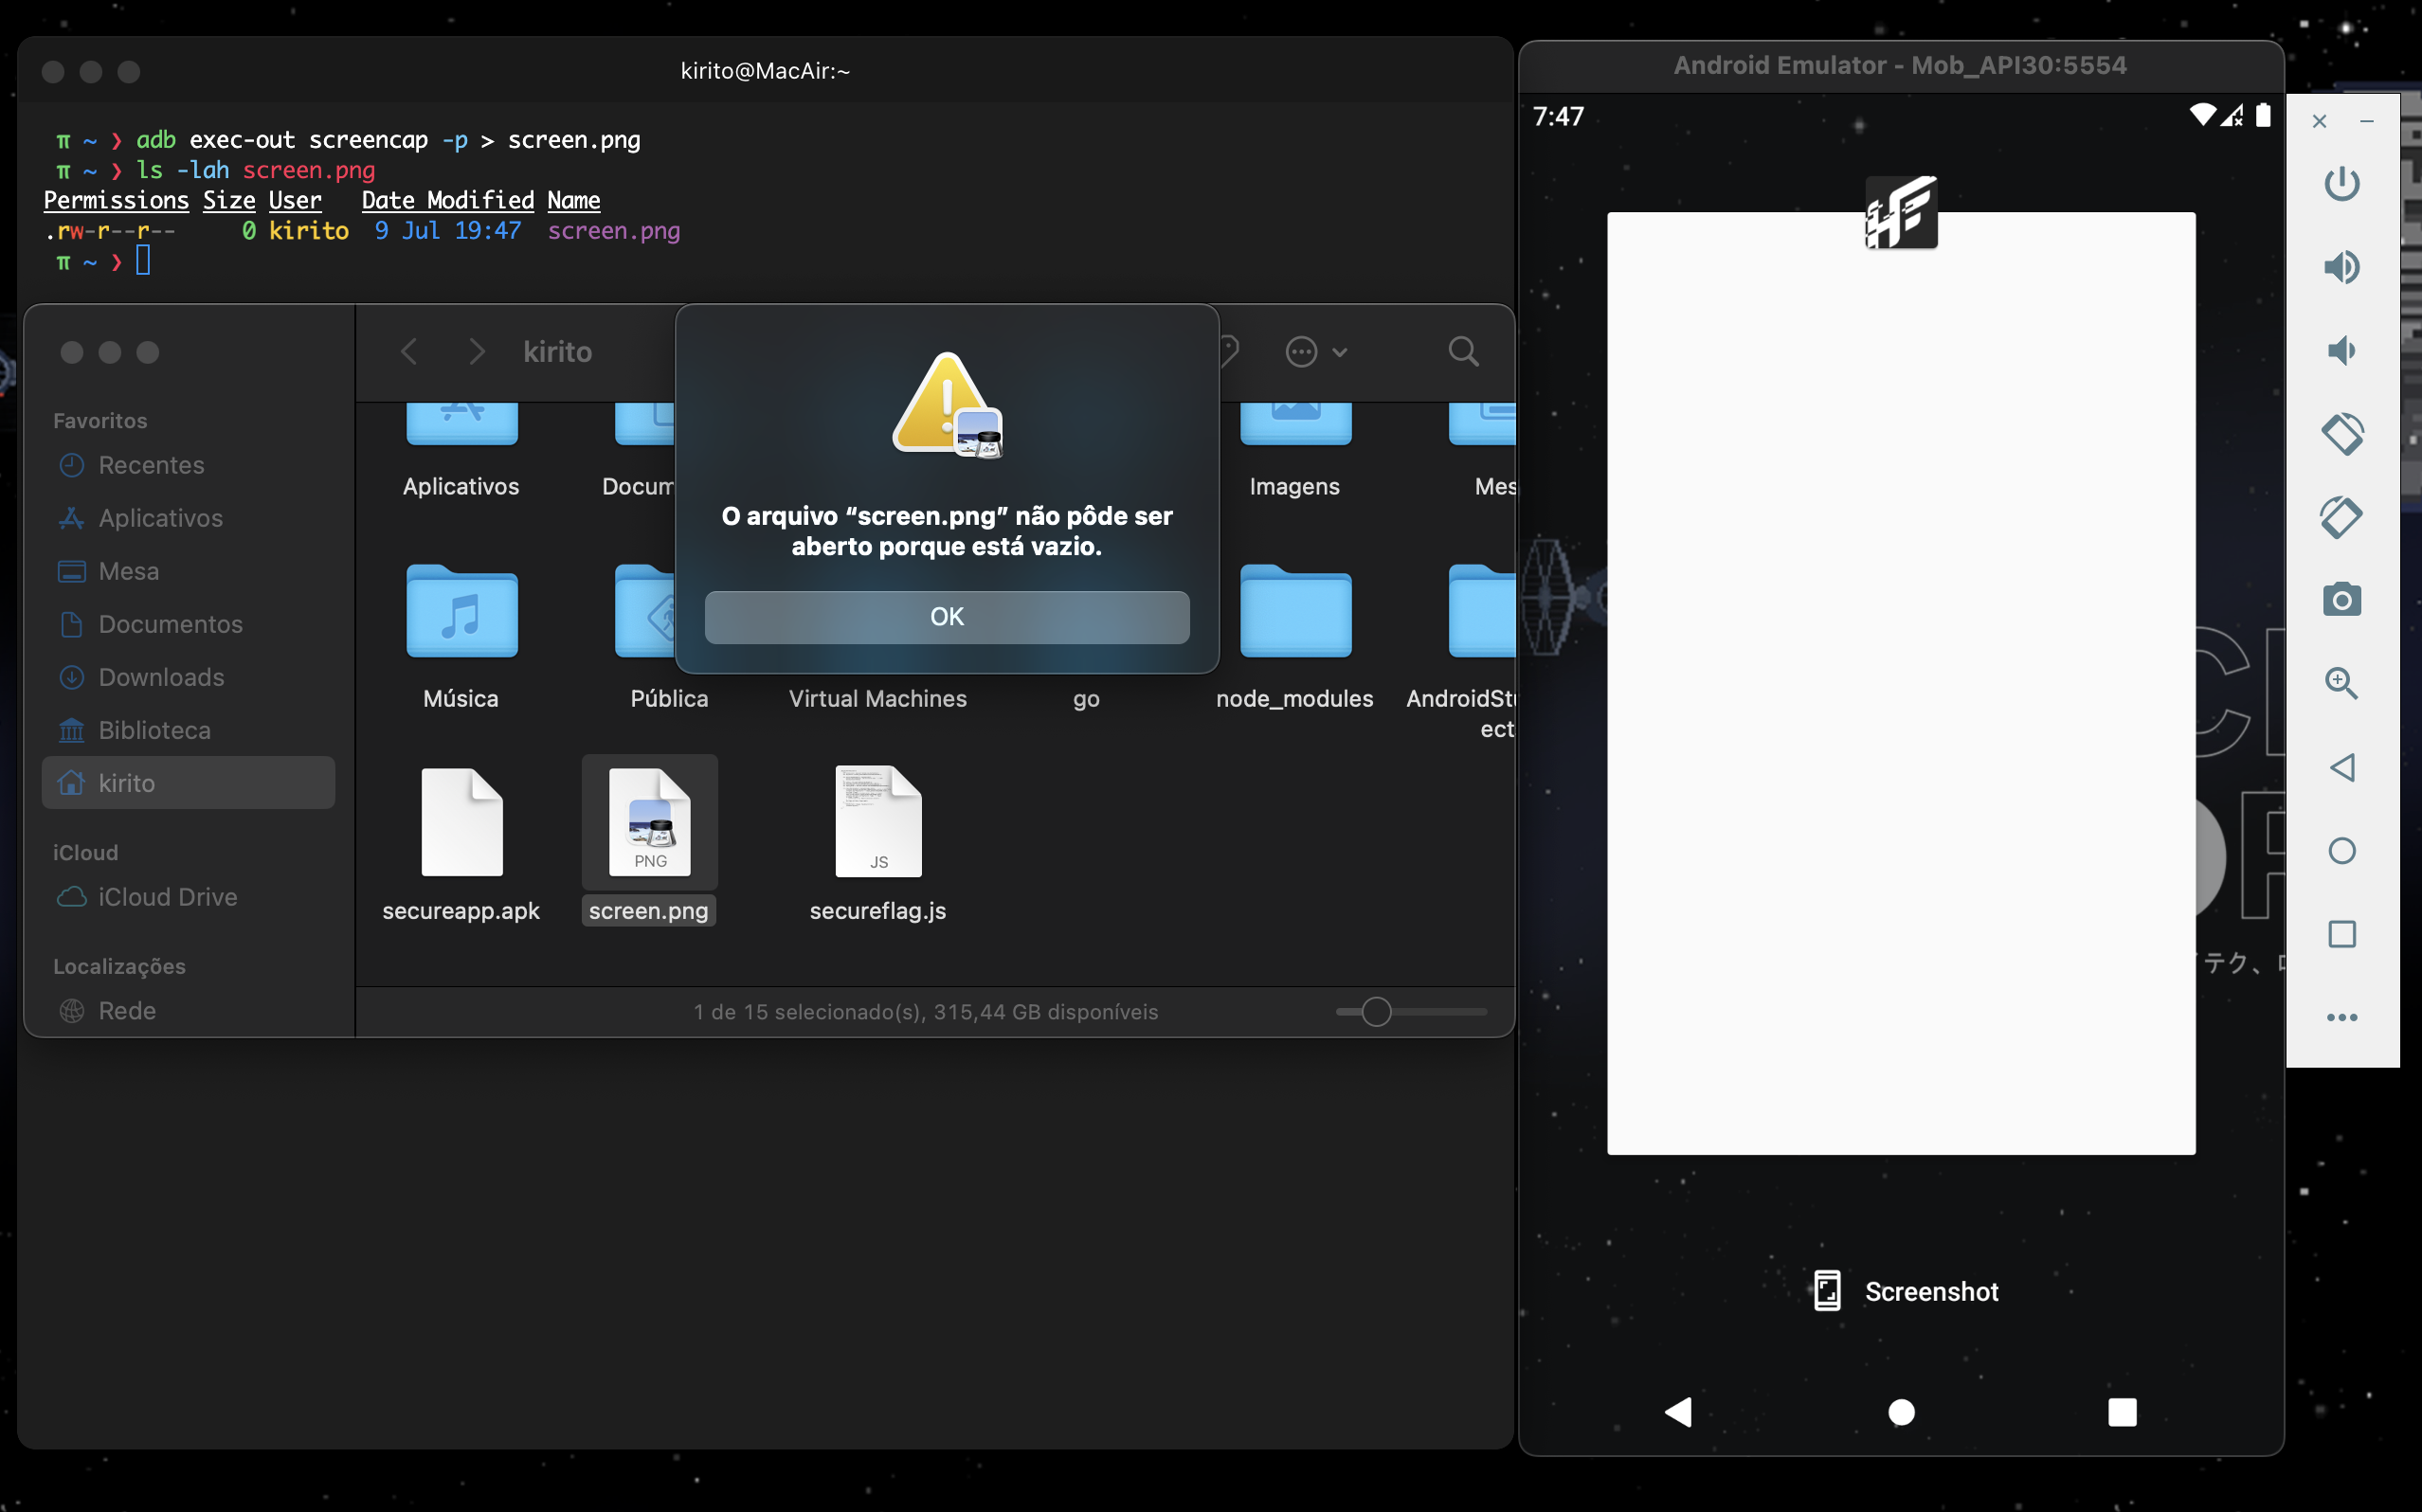 kirito@MacAir:~
π ~ ❯ adb exec-out screencap -p > screen.png
π ~ ❯ ls -lah screen.png
Permissions Size User Date Modified Name
.rw-r--r-- 0 kirito 9 Jul 19:47 screen.png
π ~ ❯
kirito
Favoritos
Recentes
Aplicativos
Mesa
Documentos
Downloads
Biblioteca
kirito
iCloud
iCloud Drive
Localizações
Rede
Aplicativos
Docum
Imagens
Mes
Música
Pública
Virtual Machines
go
node_modules
AndroidStu
ect
PNG
JS
secureapp.apk
screen.png
secureflag.js
1 de 15 selecionado(s), 315,44 GB disponíveis
O arquivo “screen.png” não pôde ser
aberto porque está vazio.
OK
Android Emulator - Mob_API30:5554
7:47
テク、
Screenshot